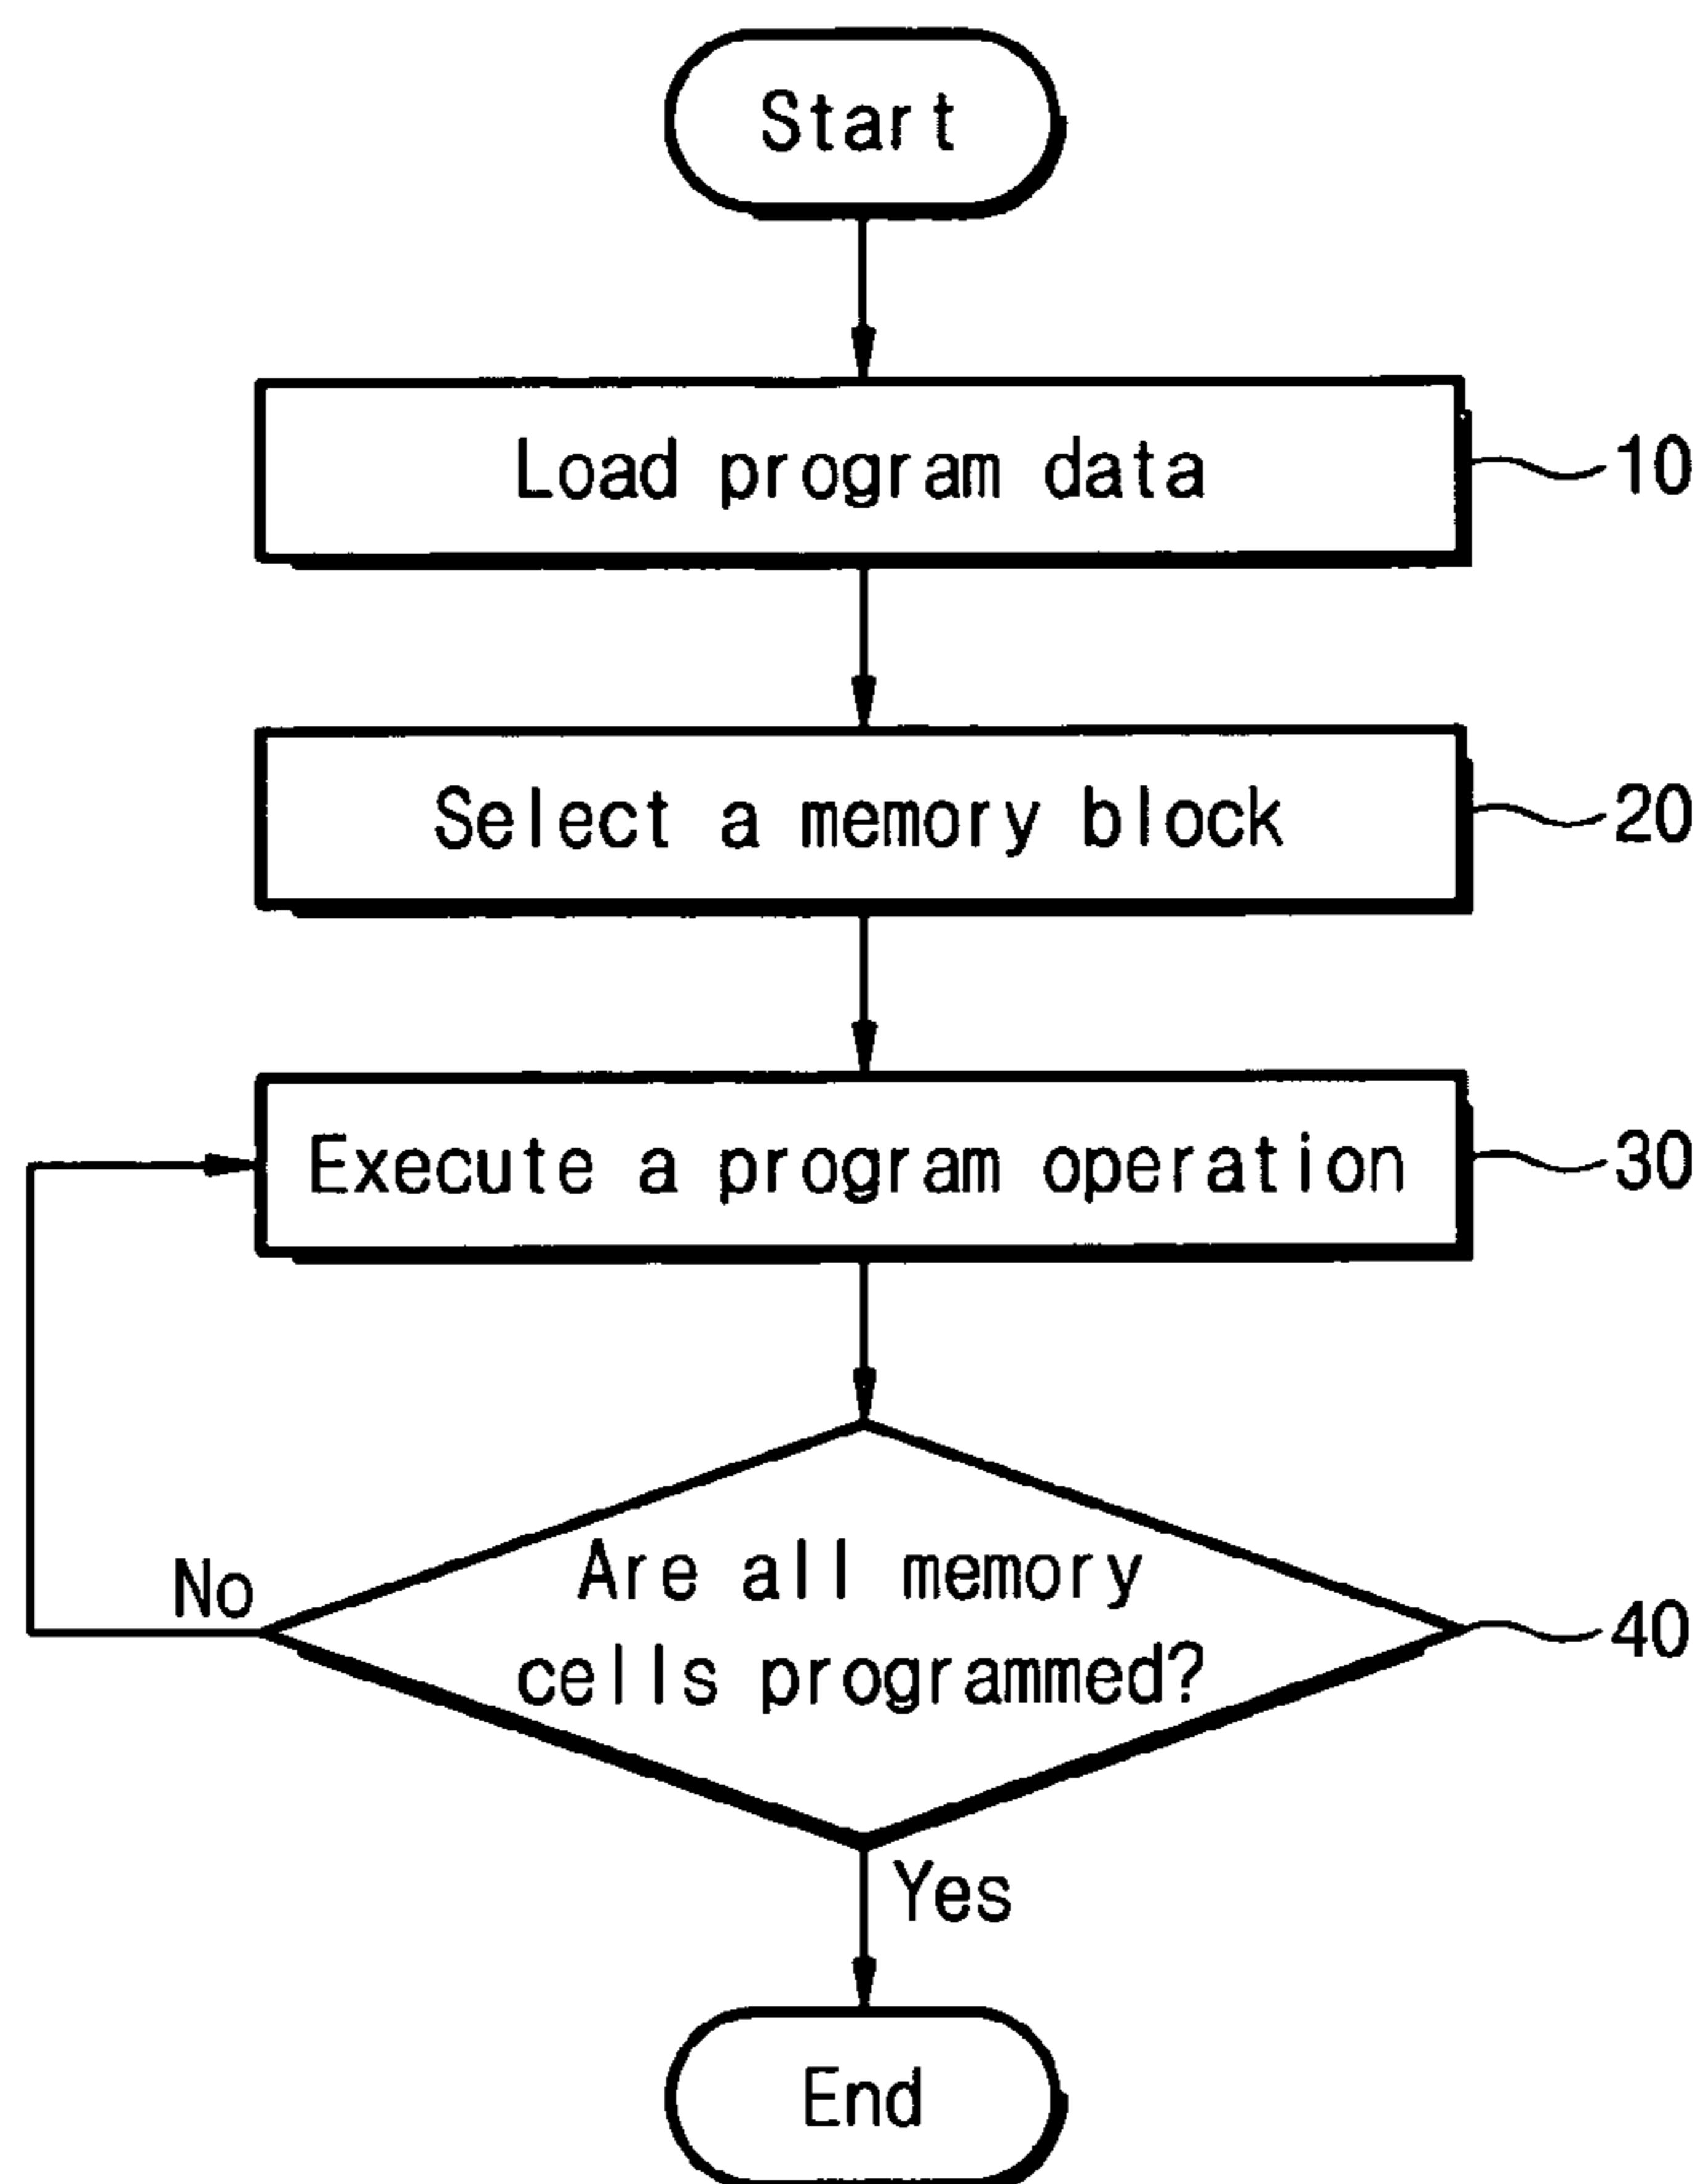 Start
Load program data
10
Select a memory block
20
Execute a program operation
30
Are all memory
cells programmed?
40
No
Yes
End